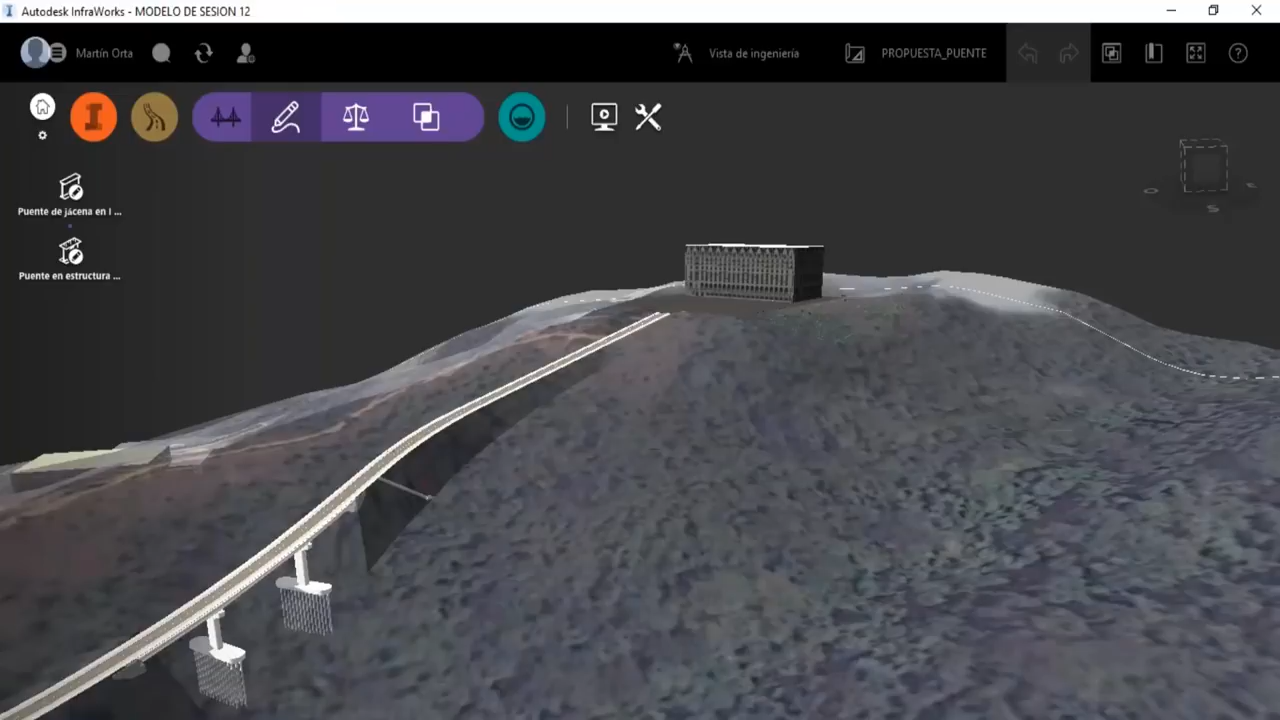 Autodesk InfraWorks - MODELO DE SESION 12
Martín Orta
Vista de ingeniería
PROPUESTA_PUENTE
Puente de jácena en l ...
Puente en estructura ...
O
S
E